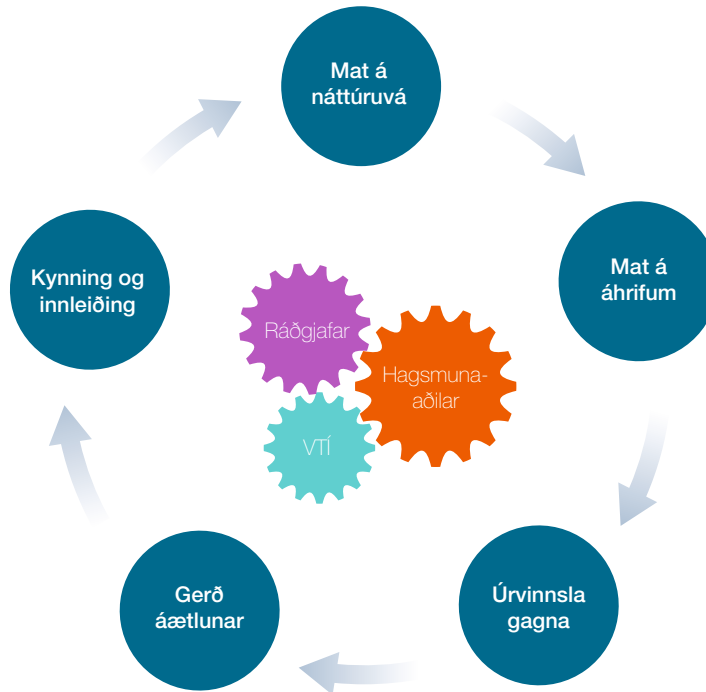 Mat á
náttúruvá
Mat á
áhrifum
Úrvinnsla
gagna
Gerð
áætlunar
Kynning og
innleiðing
Ráðgjafar
Hagsmuna-
aðilar
VTÍ